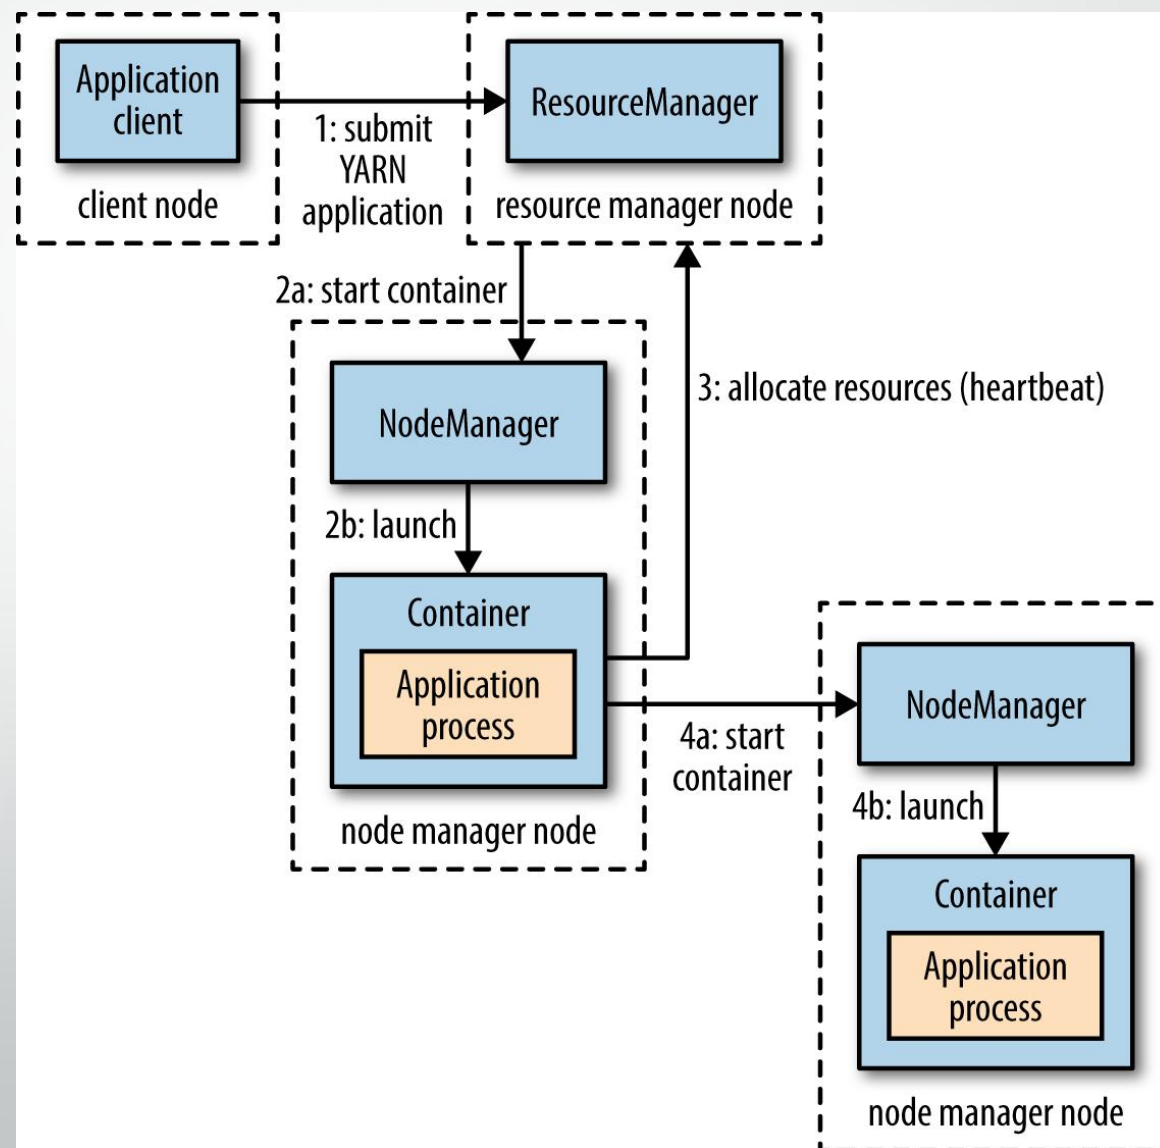 Application
client
client node
1: submit
YARN
application
ResourceManager
resource manager node
2a: start container
NodeManager
2b: launch
Container
Application
process
node manager node
3: allocate resources (heartbeat)
4a: start
container
NodeManager
4b: launch
Container
Application
process
node manager node